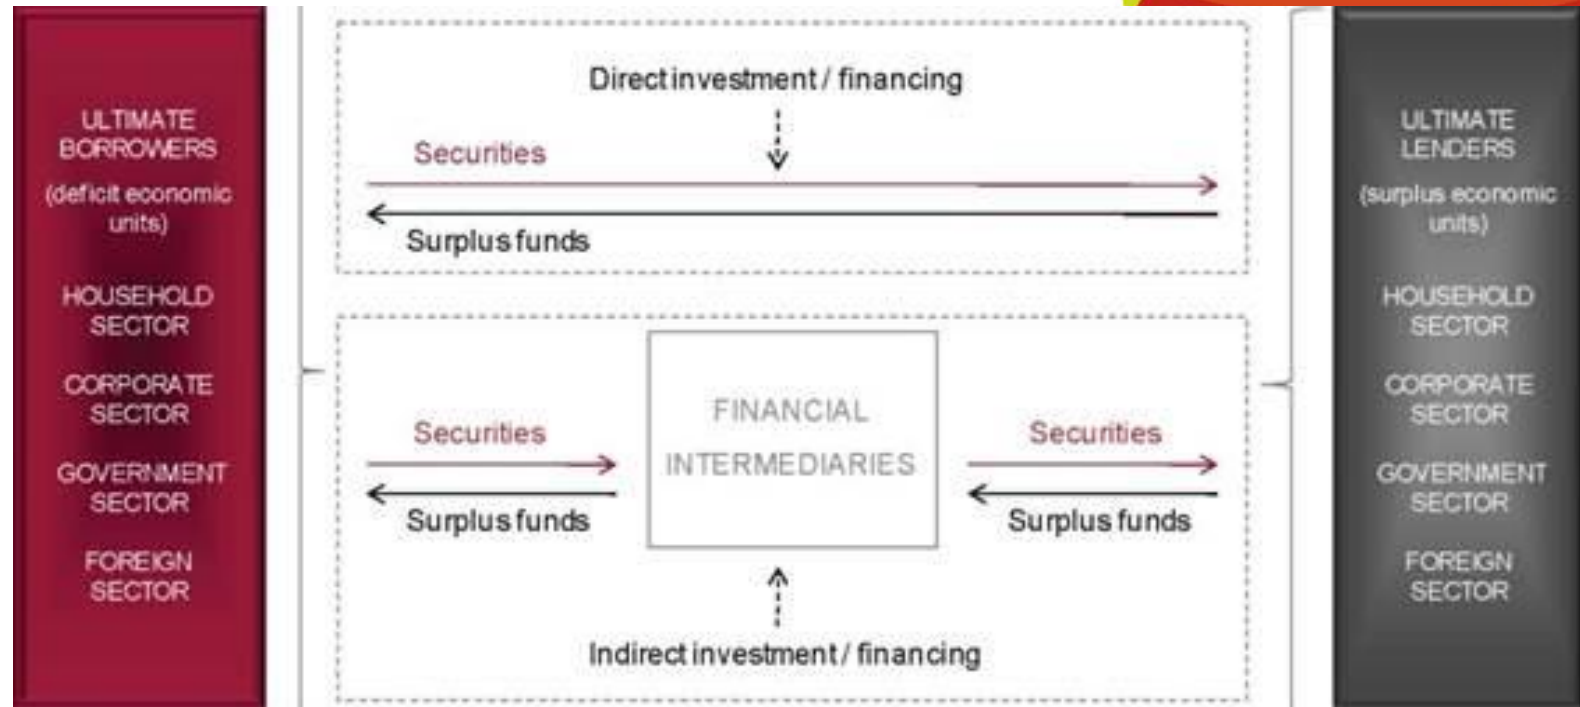 ULTIMATE
BORROWERS
(deficit economic
units)
HOUSEHOLD
SECTOR
CORPORATE
SECTOR
GOVERNMENT
SECTOR
FOREIGN
SECTOR
Direct investment / financing
Securities
Surplus funds
Securities
Surplus funds
FINANCIAL
INTERMEDIARIES
Securities
Surplus funds
Indirect investment / financing
ULTIMATE
LENDERS
(surplus economic
units)
HOUSEHOLD
SECTOR
CORPORATE
SECTOR
GOVERNMENT
SECTOR
FOREIGN
SECTOR